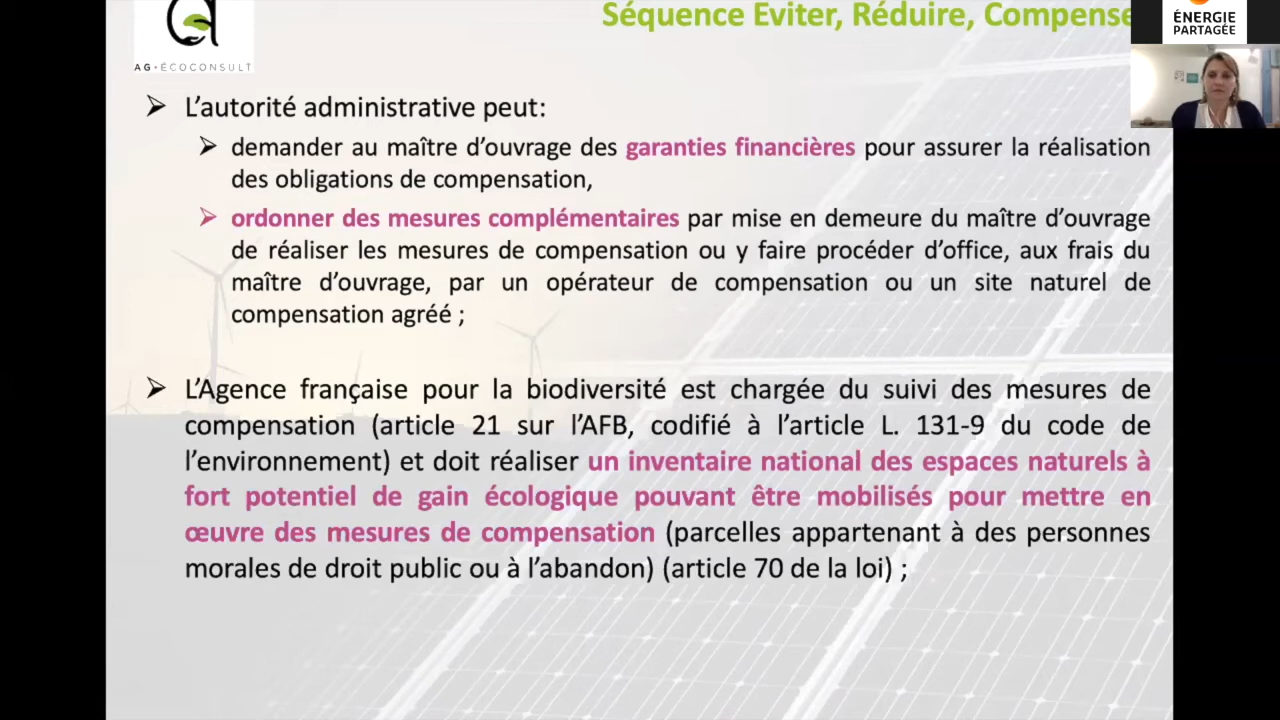 Séquence Eviter, Réduire, Compense
ÉNERGIE
PARTAGÉE
AG•ÉCOCONSULT
L’autorité administrative peut:
demander au maître d’ouvrage des garanties financières pour assurer la réalisation
des obligations de compensation,
ordonner des mesures complémentaires par mise en demeure du maître d’ouvrage
de réaliser les mesures de compensation ou y faire procéder d’office, aux frais du
maître d’ouvrage, par un opérateur de compensation ou un site naturel de
compensation agréé ;
L’Agence française pour la biodiversité est chargée du suivi des mesures de
compensation (article 21 sur l’AFB, codifié à l’article L. 131-9 du code de
l’environnement) et doit réaliser un inventaire national des espaces naturels à
fort potentiel de gain écologique pouvant être mobilisés pour mettre en
œuvre des mesures de compensation (parcelles appartenant à des personnes
morales de droit public ou à l’abandon) (article 70 de la loi) ;